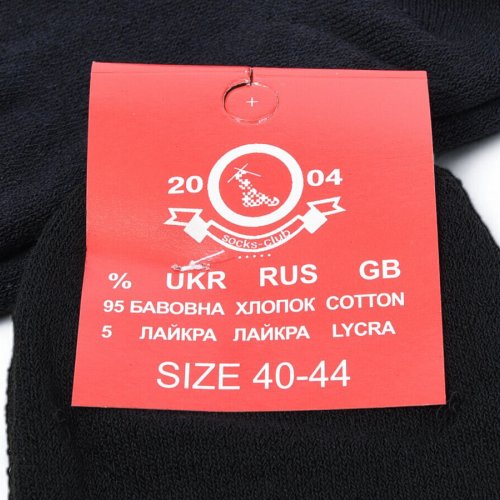 20 04
socks-club
% UKR RUS GB
95 БАВОВНА ХЛОПОК COTTON
5 ЛАЙКРА ЛАЙКРА LYCRA
SIZE 40-44